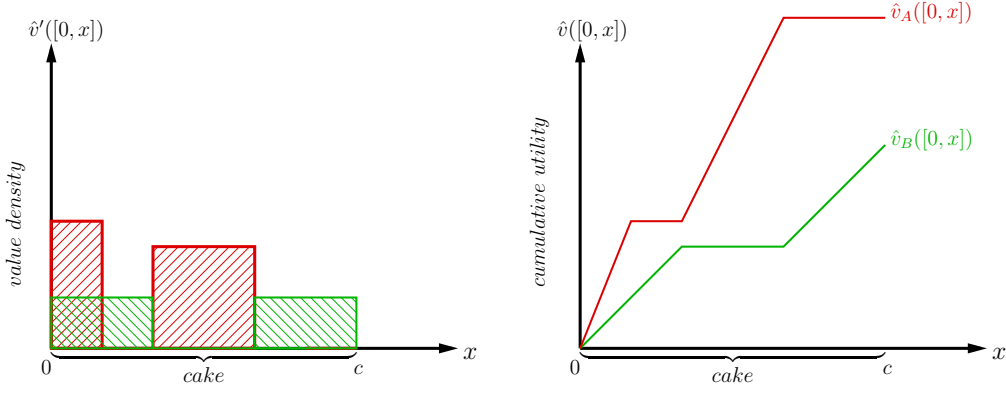 v̂′([0, x])
value density
0
cake
c
x
v̂([0, x])
cumulative utility
v̂_A([0, x])
v̂_B([0, x])
0
cake
c
x